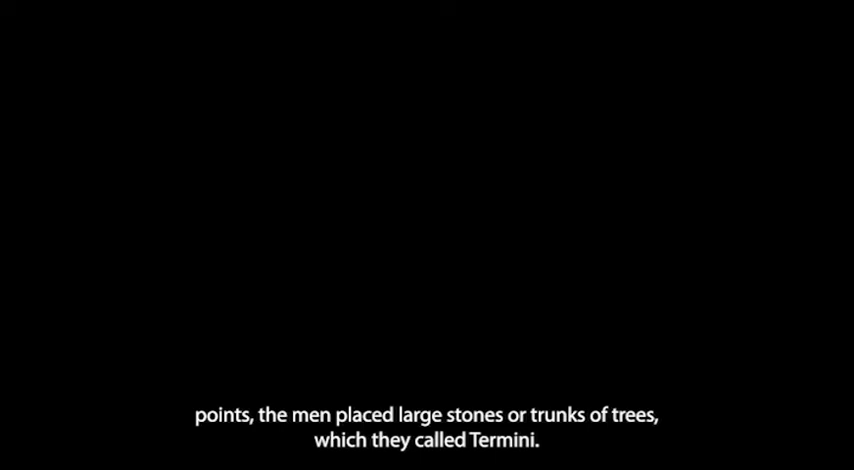 points, the men placed large stones or trunks of trees,
which they called Termini.